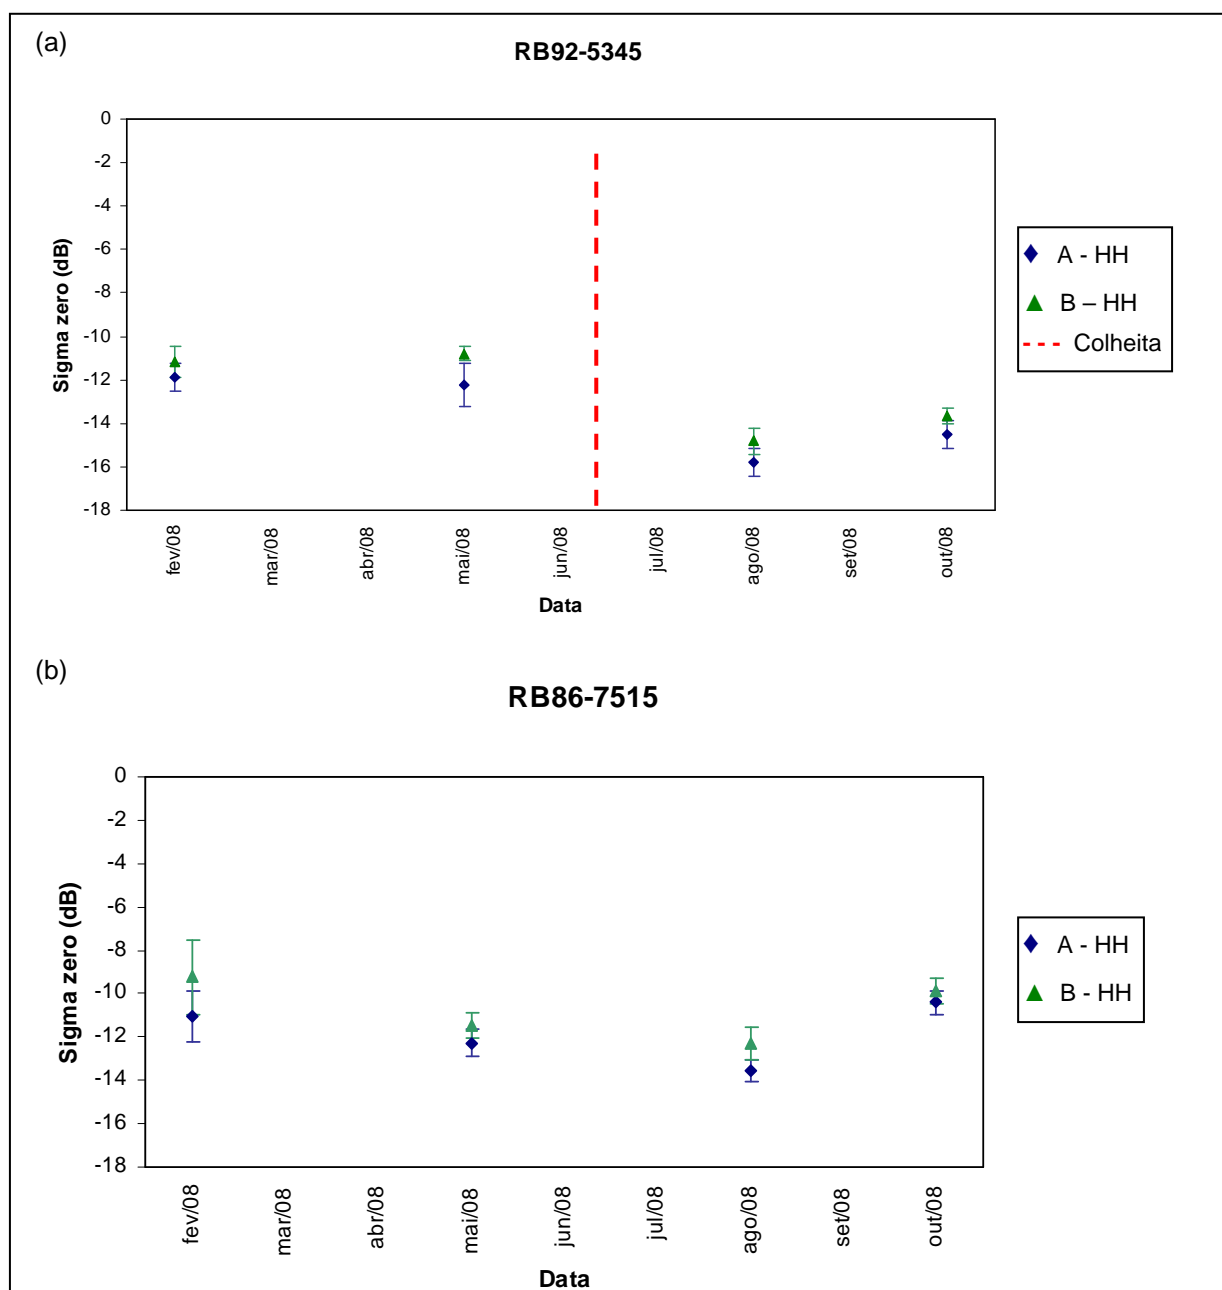 (a)
RB92-5345
Sigma zero (dB)
0
-2
-4
-6
-8
-10
-12
-14
-16
-18
fev/08
mar/08
abr/08
mai/08
jun/08
jul/08
ago/08
set/08
out/08
Data
A - HH
B – HH
Colheita
(b)
RB86-7515
Sigma zero (dB)
0
-2
-4
-6
-8
-10
-12
-14
-16
-18
fev/08
mar/08
abr/08
mai/08
jun/08
jul/08
ago/08
set/08
out/08
Data
A - HH
B - HH